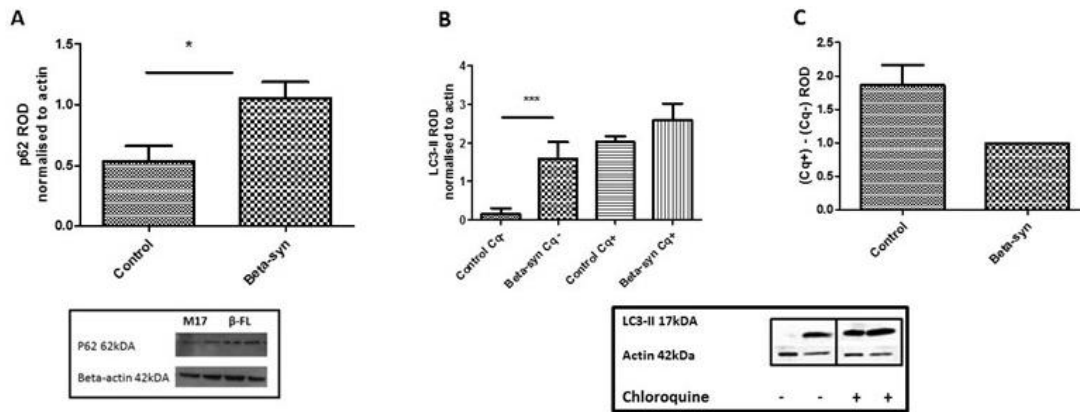 A
p62 ROD
normalised to actin
1.5
1.0
0.5
0.0
*
Control
Beta-syn
M17 β-FL
P62 62kDA
Beta-actin 42kDA
B
LC3-II ROD
normalised to actin
6
4
2
0
***
Control Cq-
Beta-syn Cq-
Control Cq+
Beta-syn Cq+
LC3-II 17kDA
Actin 42kDa
Chloroquine - - + +
C
(Cq+) - (Cq-) ROD
2.5
2.0
1.5
1.0
0.5
0.0
Control
Beta-syn